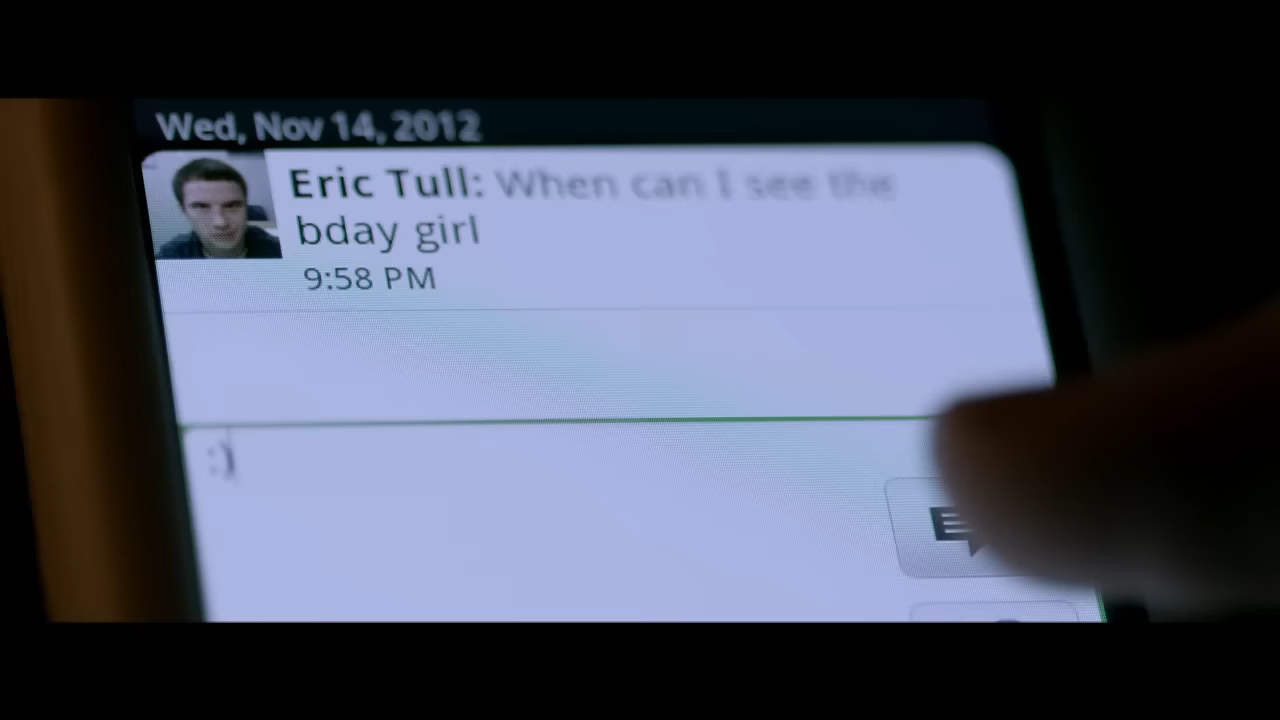 Wed, Nov 14, 2012
Eric Tull: When can I see the
bday girl
9:58 PM
:)